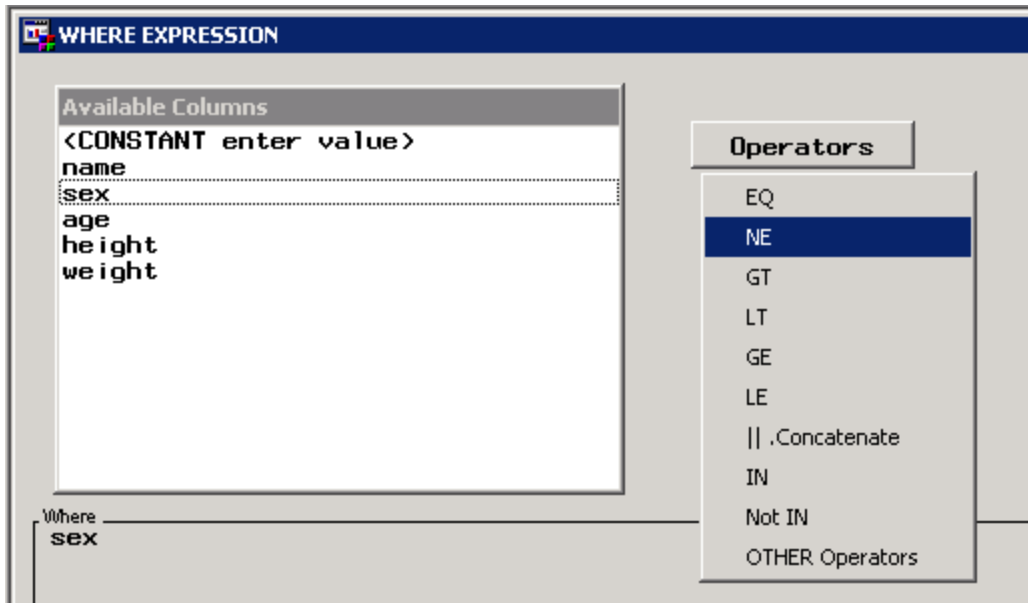 WHERE EXPRESSION
Available Columns
<CONSTANT enter value>
name
sex
age
height
weight
Operators
EQ
NE
GT
LT
GE
LE
|| .Concatenate
IN
Not IN
OTHER Operators
Where
sex